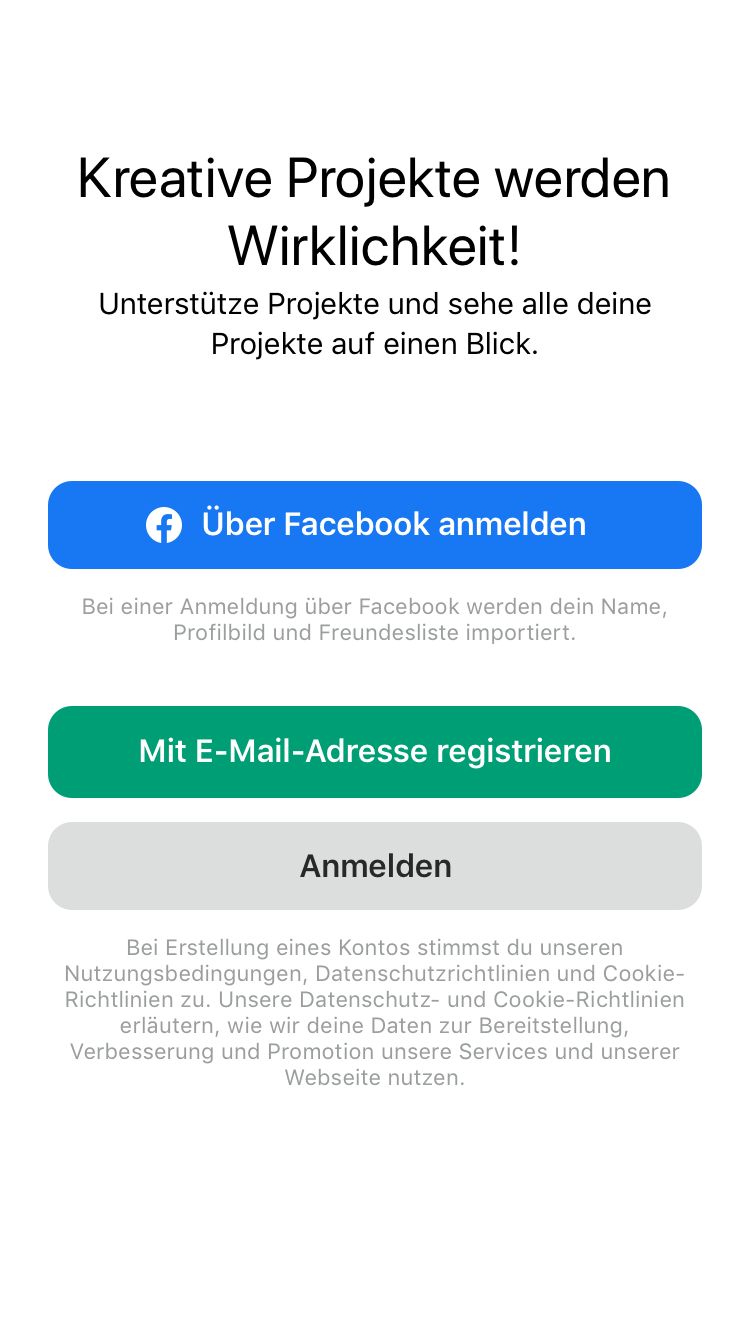 Kreative Projekte werden
Wirklichkeit!
Unterstütze Projekte und sehe alle deine
Projekte auf einen Blick.
Über Facebook anmelden
Bei einer Anmeldung über Facebook werden dein Name,
Profilbild und Freundesliste importiert.
Mit E-Mail-Adresse registrieren
Anmelden
Bei Erstellung eines Kontos stimmst du unseren
Nutzungsbedingungen, Datenschutzrichtlinien und Cookie-
Richtlinien zu. Unsere Datenschutz- und Cookie-Richtlinien
erläutern, wie wir deine Daten zur Bereitstellung,
Verbesserung und Promotion unsere Services und unserer
Webseite nutzen.